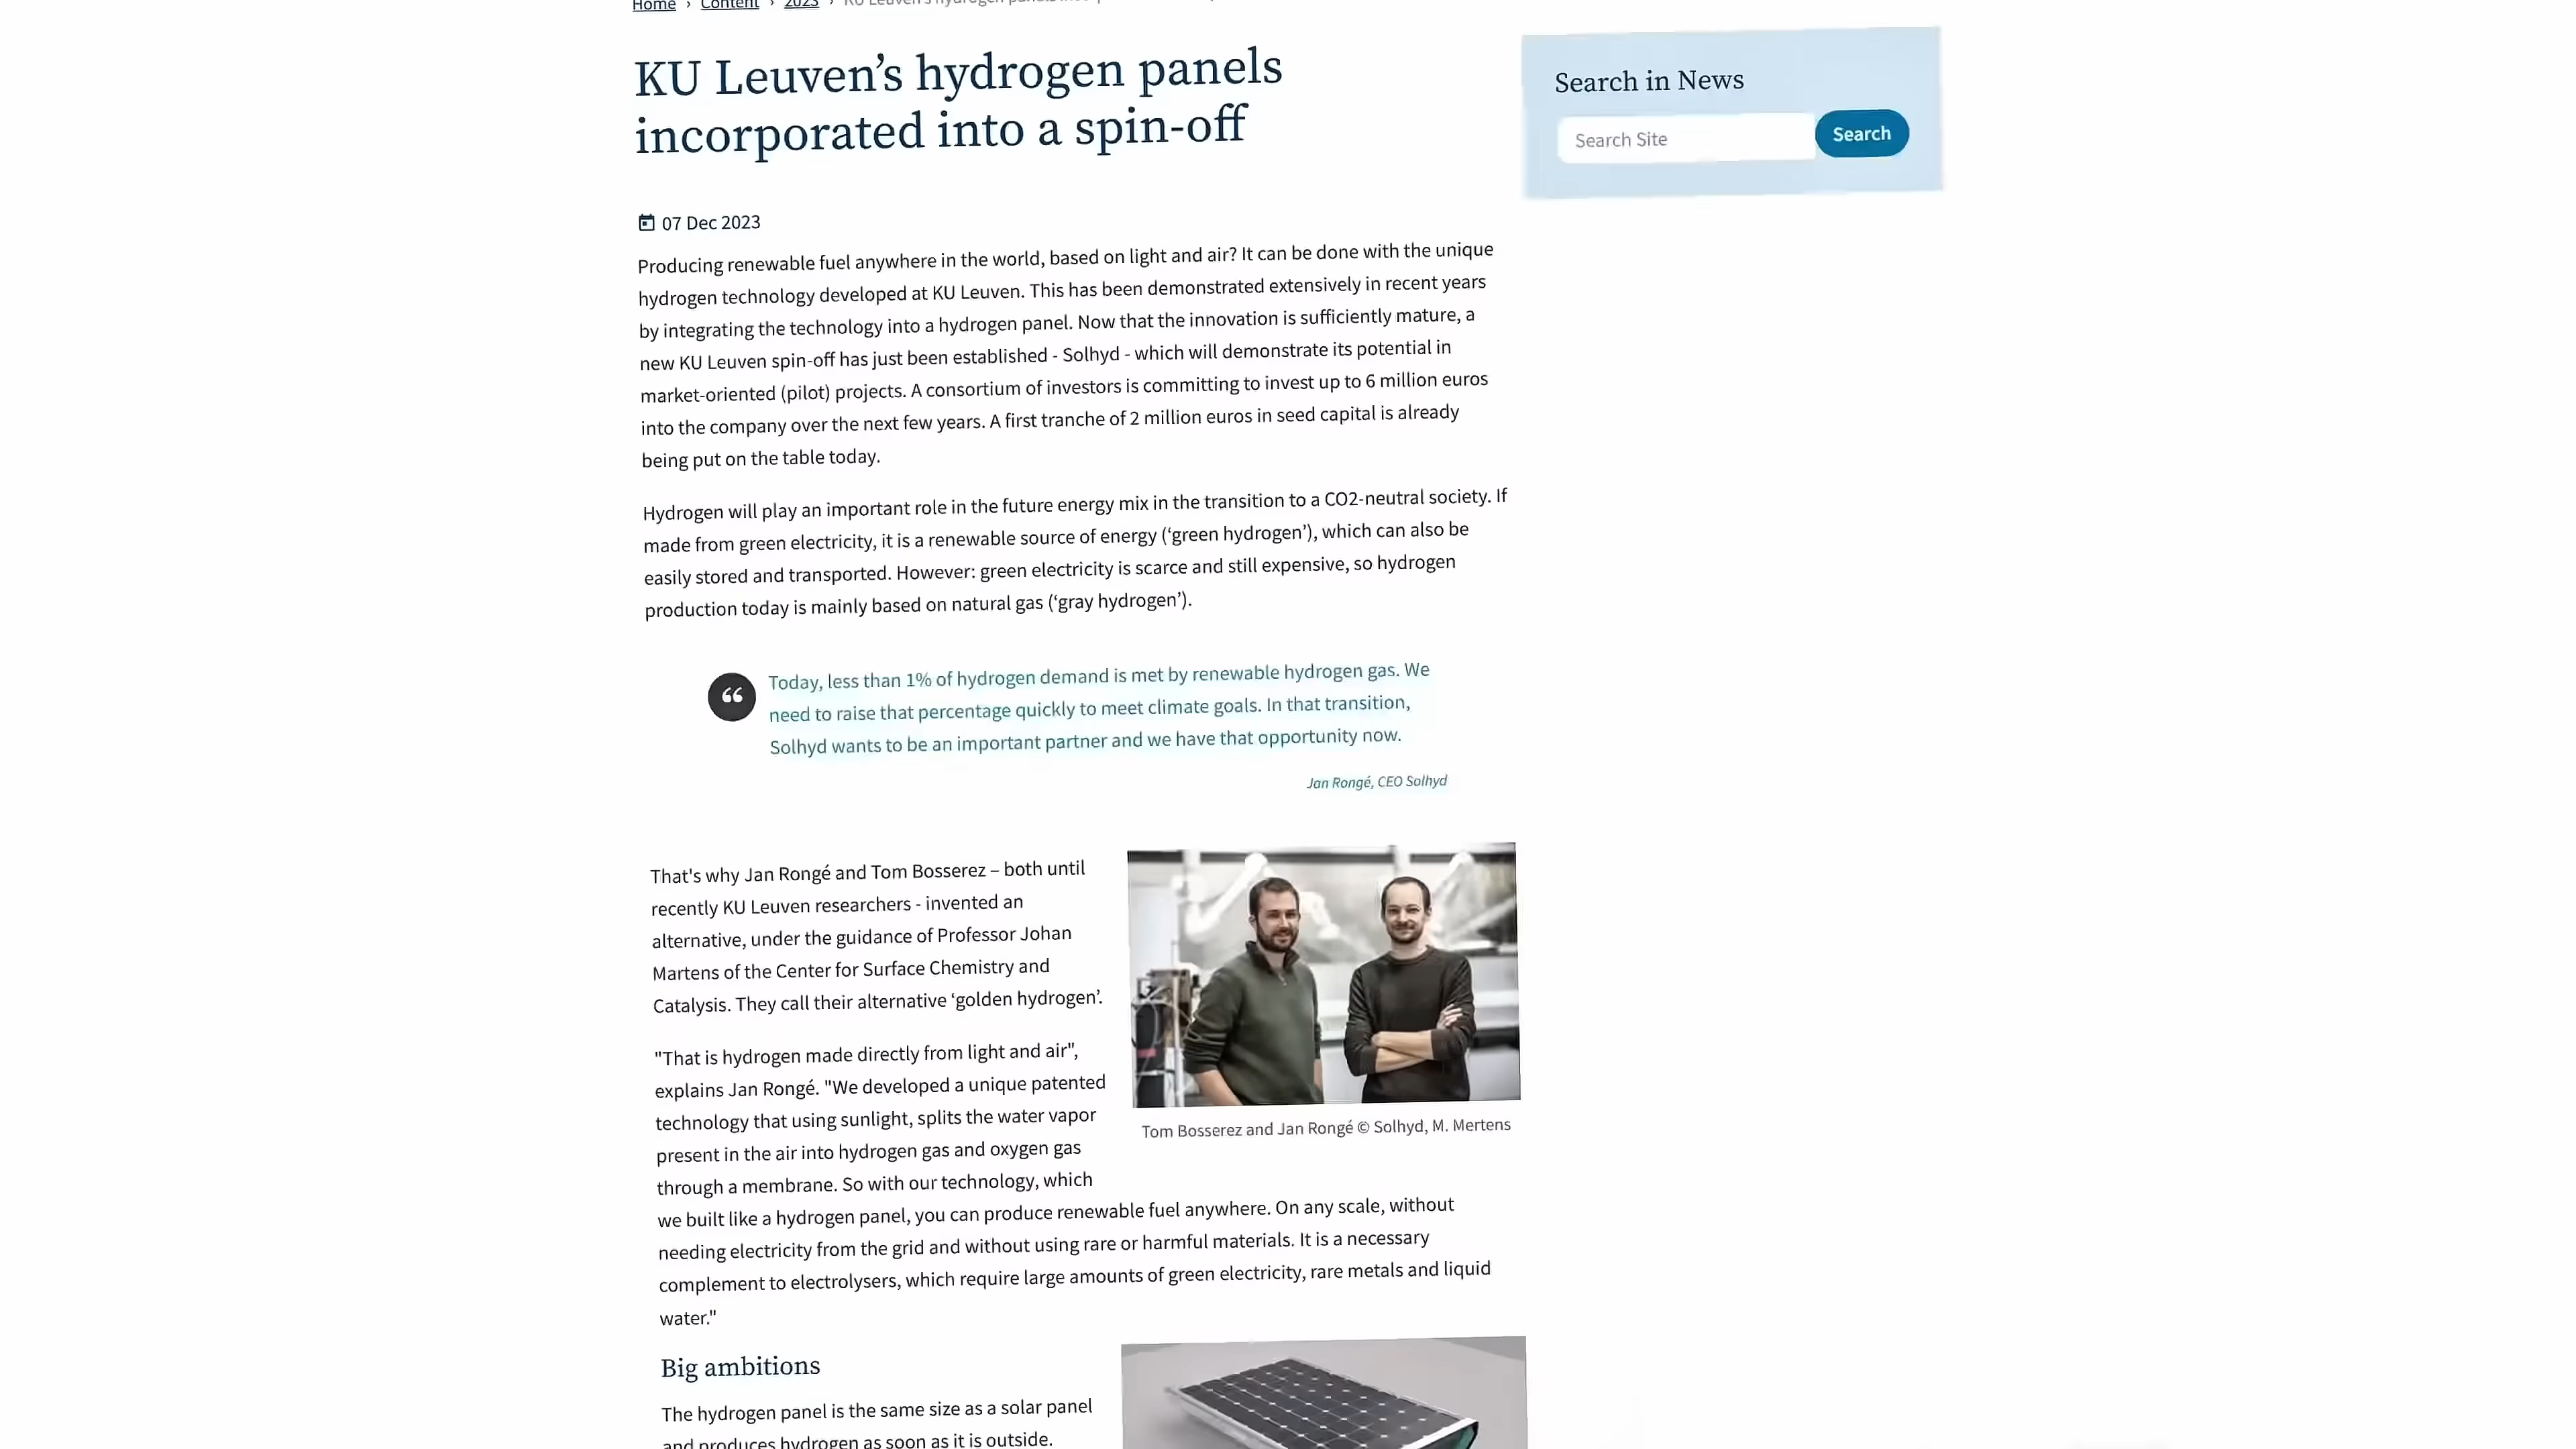 Home › Content › 2023 ›
KU Leuven’s hydrogen panels
incorporated into a spin-off
Search in News
Search Site
Search
07 Dec 2023
Producing renewable fuel anywhere in the world, based on light and air? It can be done with the unique
hydrogen technology developed at KU Leuven. This has been demonstrated extensively in recent years
by integrating the technology into a hydrogen panel. Now that the innovation is sufficiently mature, a
new KU Leuven spin-off has just been established - Solhyd - which will demonstrate its potential in
market-oriented (pilot) projects. A consortium of investors is committing to invest up to 6 million euros
into the company over the next few years. A first tranche of 2 million euros in seed capital is already
being put on the table today.
Hydrogen will play an important role in the future energy mix in the transition to a CO2-neutral society. If
made from green electricity, it is a renewable source of energy (‘green hydrogen’), which can also be
easily stored and transported. However: green electricity is scarce and still expensive, so hydrogen
production today is mainly based on natural gas (‘gray hydrogen’).
“
Today, less than 1% of hydrogen demand is met by renewable hydrogen gas. We
need to raise that percentage quickly to meet climate goals. In that transition,
Solhyd wants to be an important partner and we have that opportunity now.
Jan Rongé, CEO Solhyd
That's why Jan Rongé and Tom Bosserez – both until
recently KU Leuven researchers - invented an
alternative, under the guidance of Professor Johan
Martens of the Center for Surface Chemistry and
Catalysis. They call their alternative ‘golden hydrogen’.
"That is hydrogen made directly from light and air",
explains Jan Rongé. "We developed a unique patented
technology that using sunlight, splits the water vapor
present in the air into hydrogen gas and oxygen gas
through a membrane. So with our technology, which
we built like a hydrogen panel, you can produce renewable fuel anywhere. On any scale, without
needing electricity from the grid and without using rare or harmful materials. It is a necessary
complement to electrolysers, which require large amounts of green electricity, rare metals and liquid
water."
Tom Bosserez and Jan Rongé © Solhyd, M. Mertens
Big ambitions
The hydrogen panel is the same size as a solar panel
and produces hydrogen as soon as it is outside.